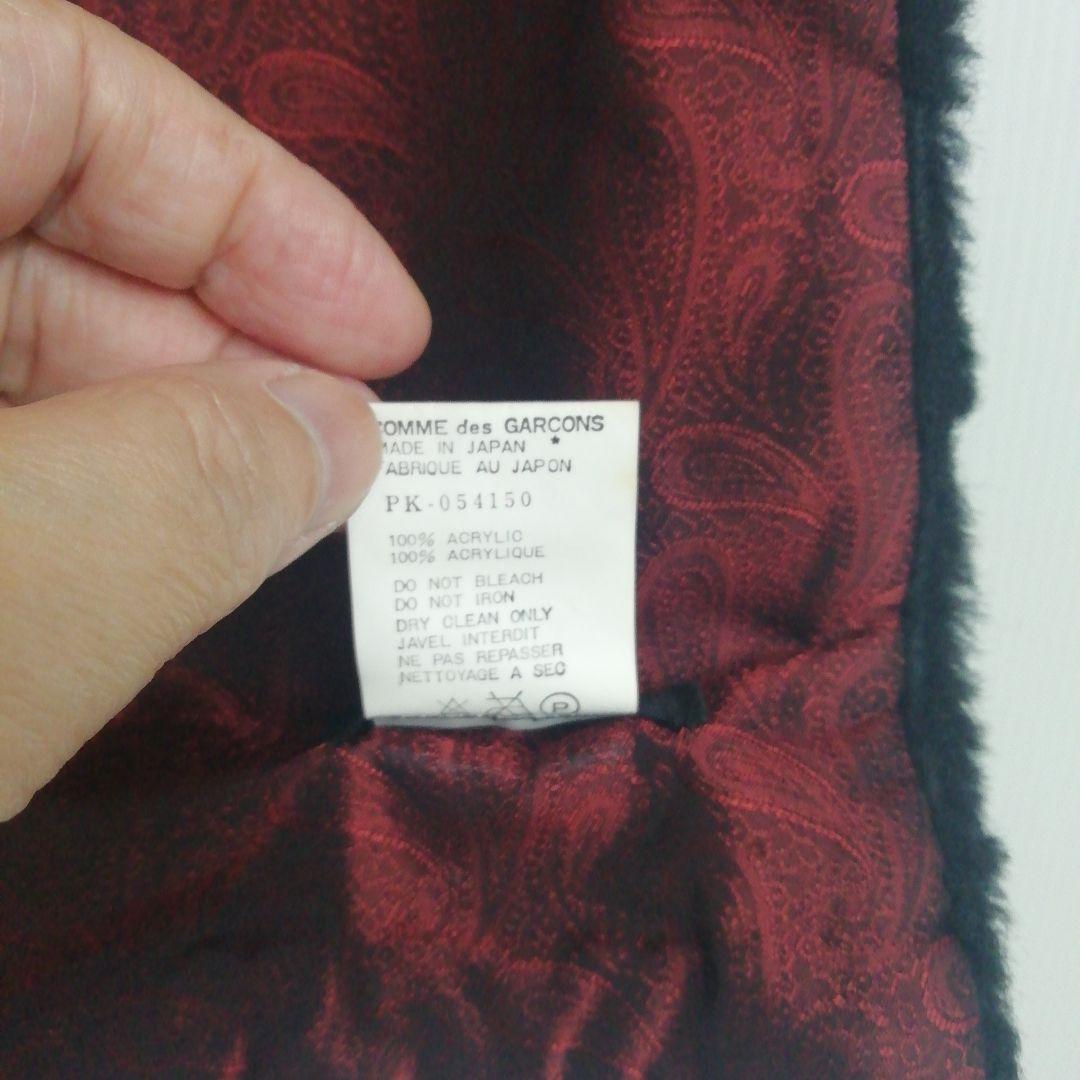 COMME des GARCONS
MADE IN JAPAN *
FABRIQUE AU JAPON
PK-054150
100% ACRYLIC
100% ACRYLIQUE
DO NOT BLEACH
DO NOT IRON
DRY CLEAN ONLY
JAVEL INTERDIT
NE PAS REPASSER
NETTOYAGE A SEC
P